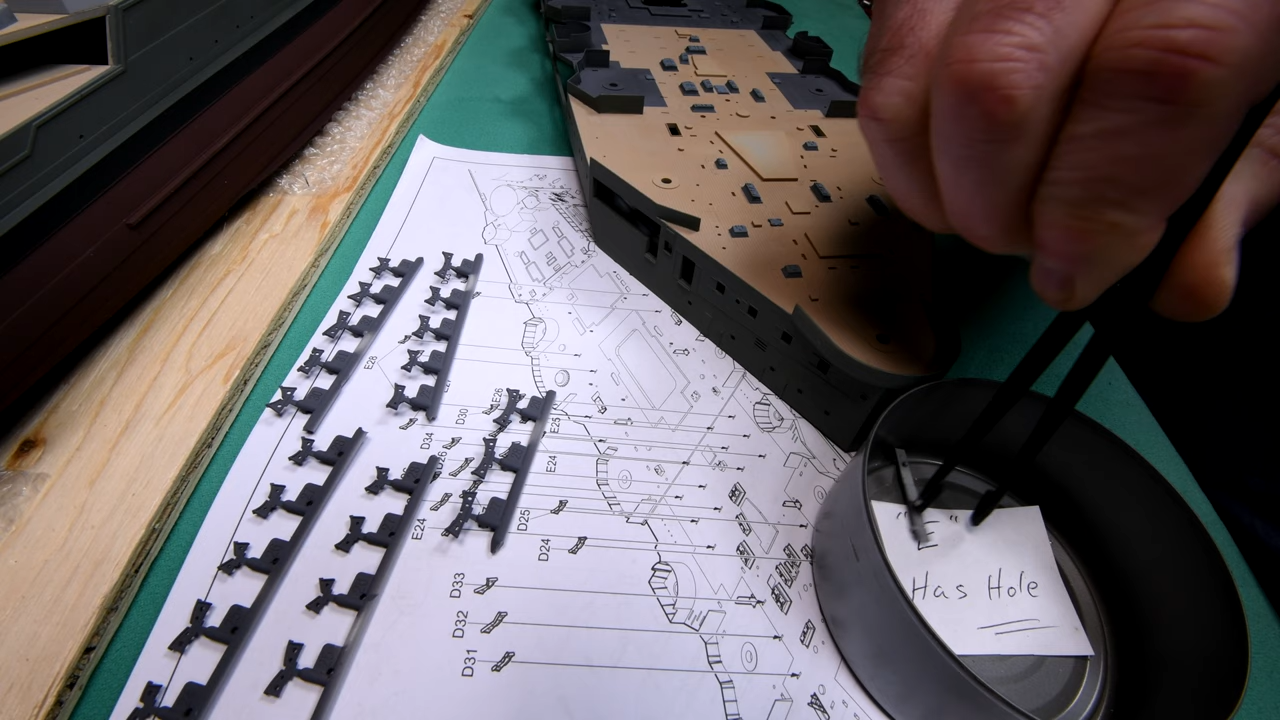 E28
D30
E26
D34
E25
D26
E24
E24
D25
D24
D33
D32
D31
"E"
Has Hole